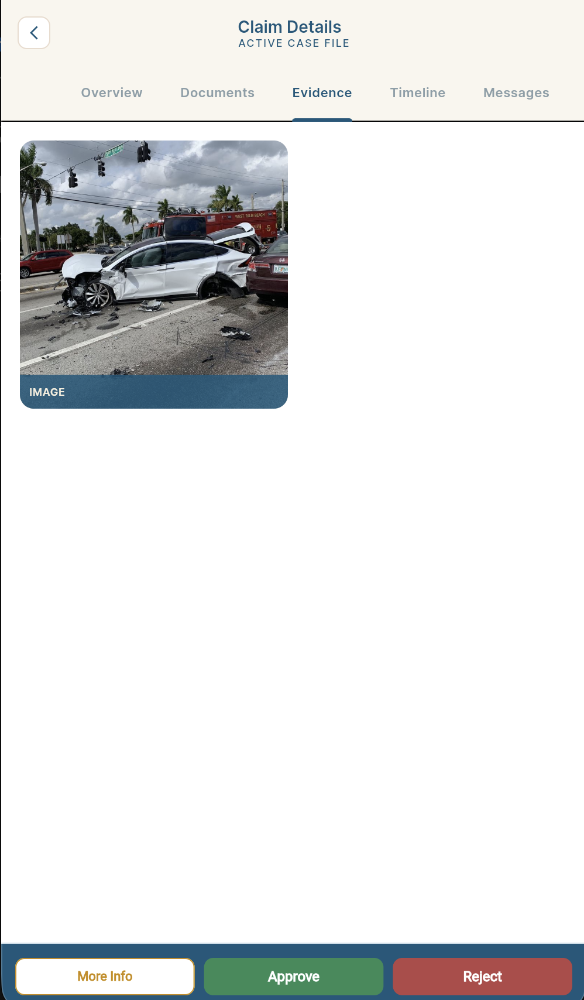 Claim Details
ACTIVE CASE FILE
Overview
Documents
Evidence
Timeline
Messages
WEST PALM BEACH
IMAGE
More Info
Approve
Reject